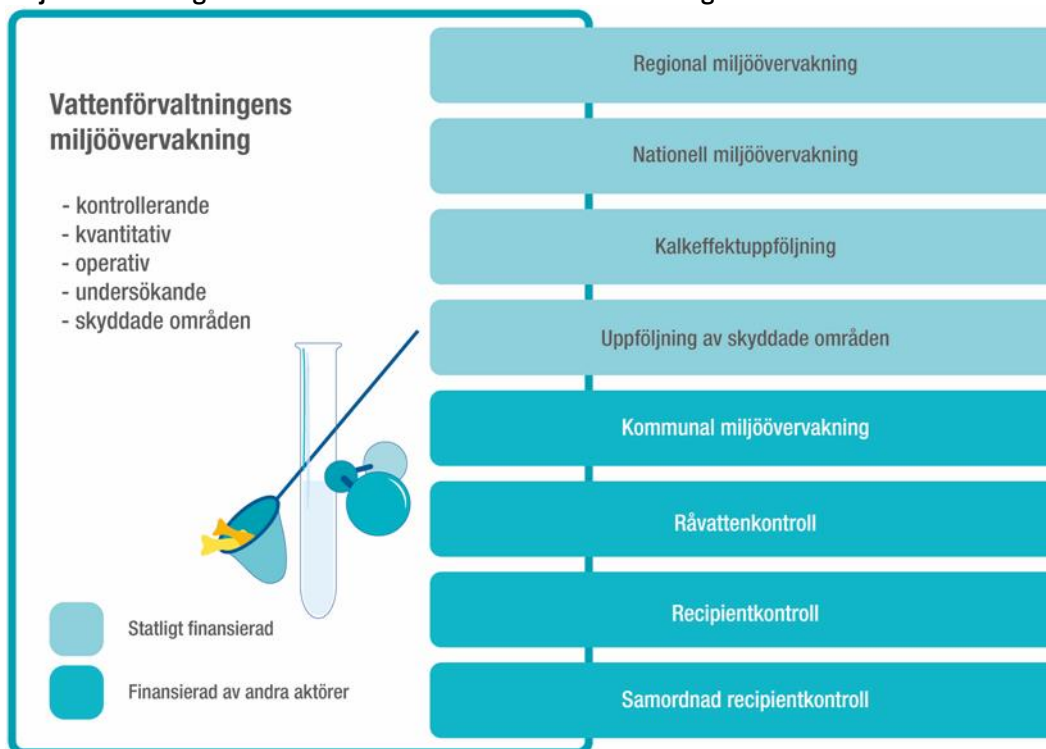 Vattenförvaltningens
miljöövervakning
- kontrollerande
- kvantitativ
- operativ
- undersökande
- skyddade områden
Statligt finansierad
Finansierad av andra aktörer
Regional miljöövervakning
Nationell miljöövervakning
Kalkeffektuppföljning
Uppföljning av skyddade områden
Kommunal miljöövervakning
Råvattenkontroll
Recipientkontroll
Samordnad recipientkontroll